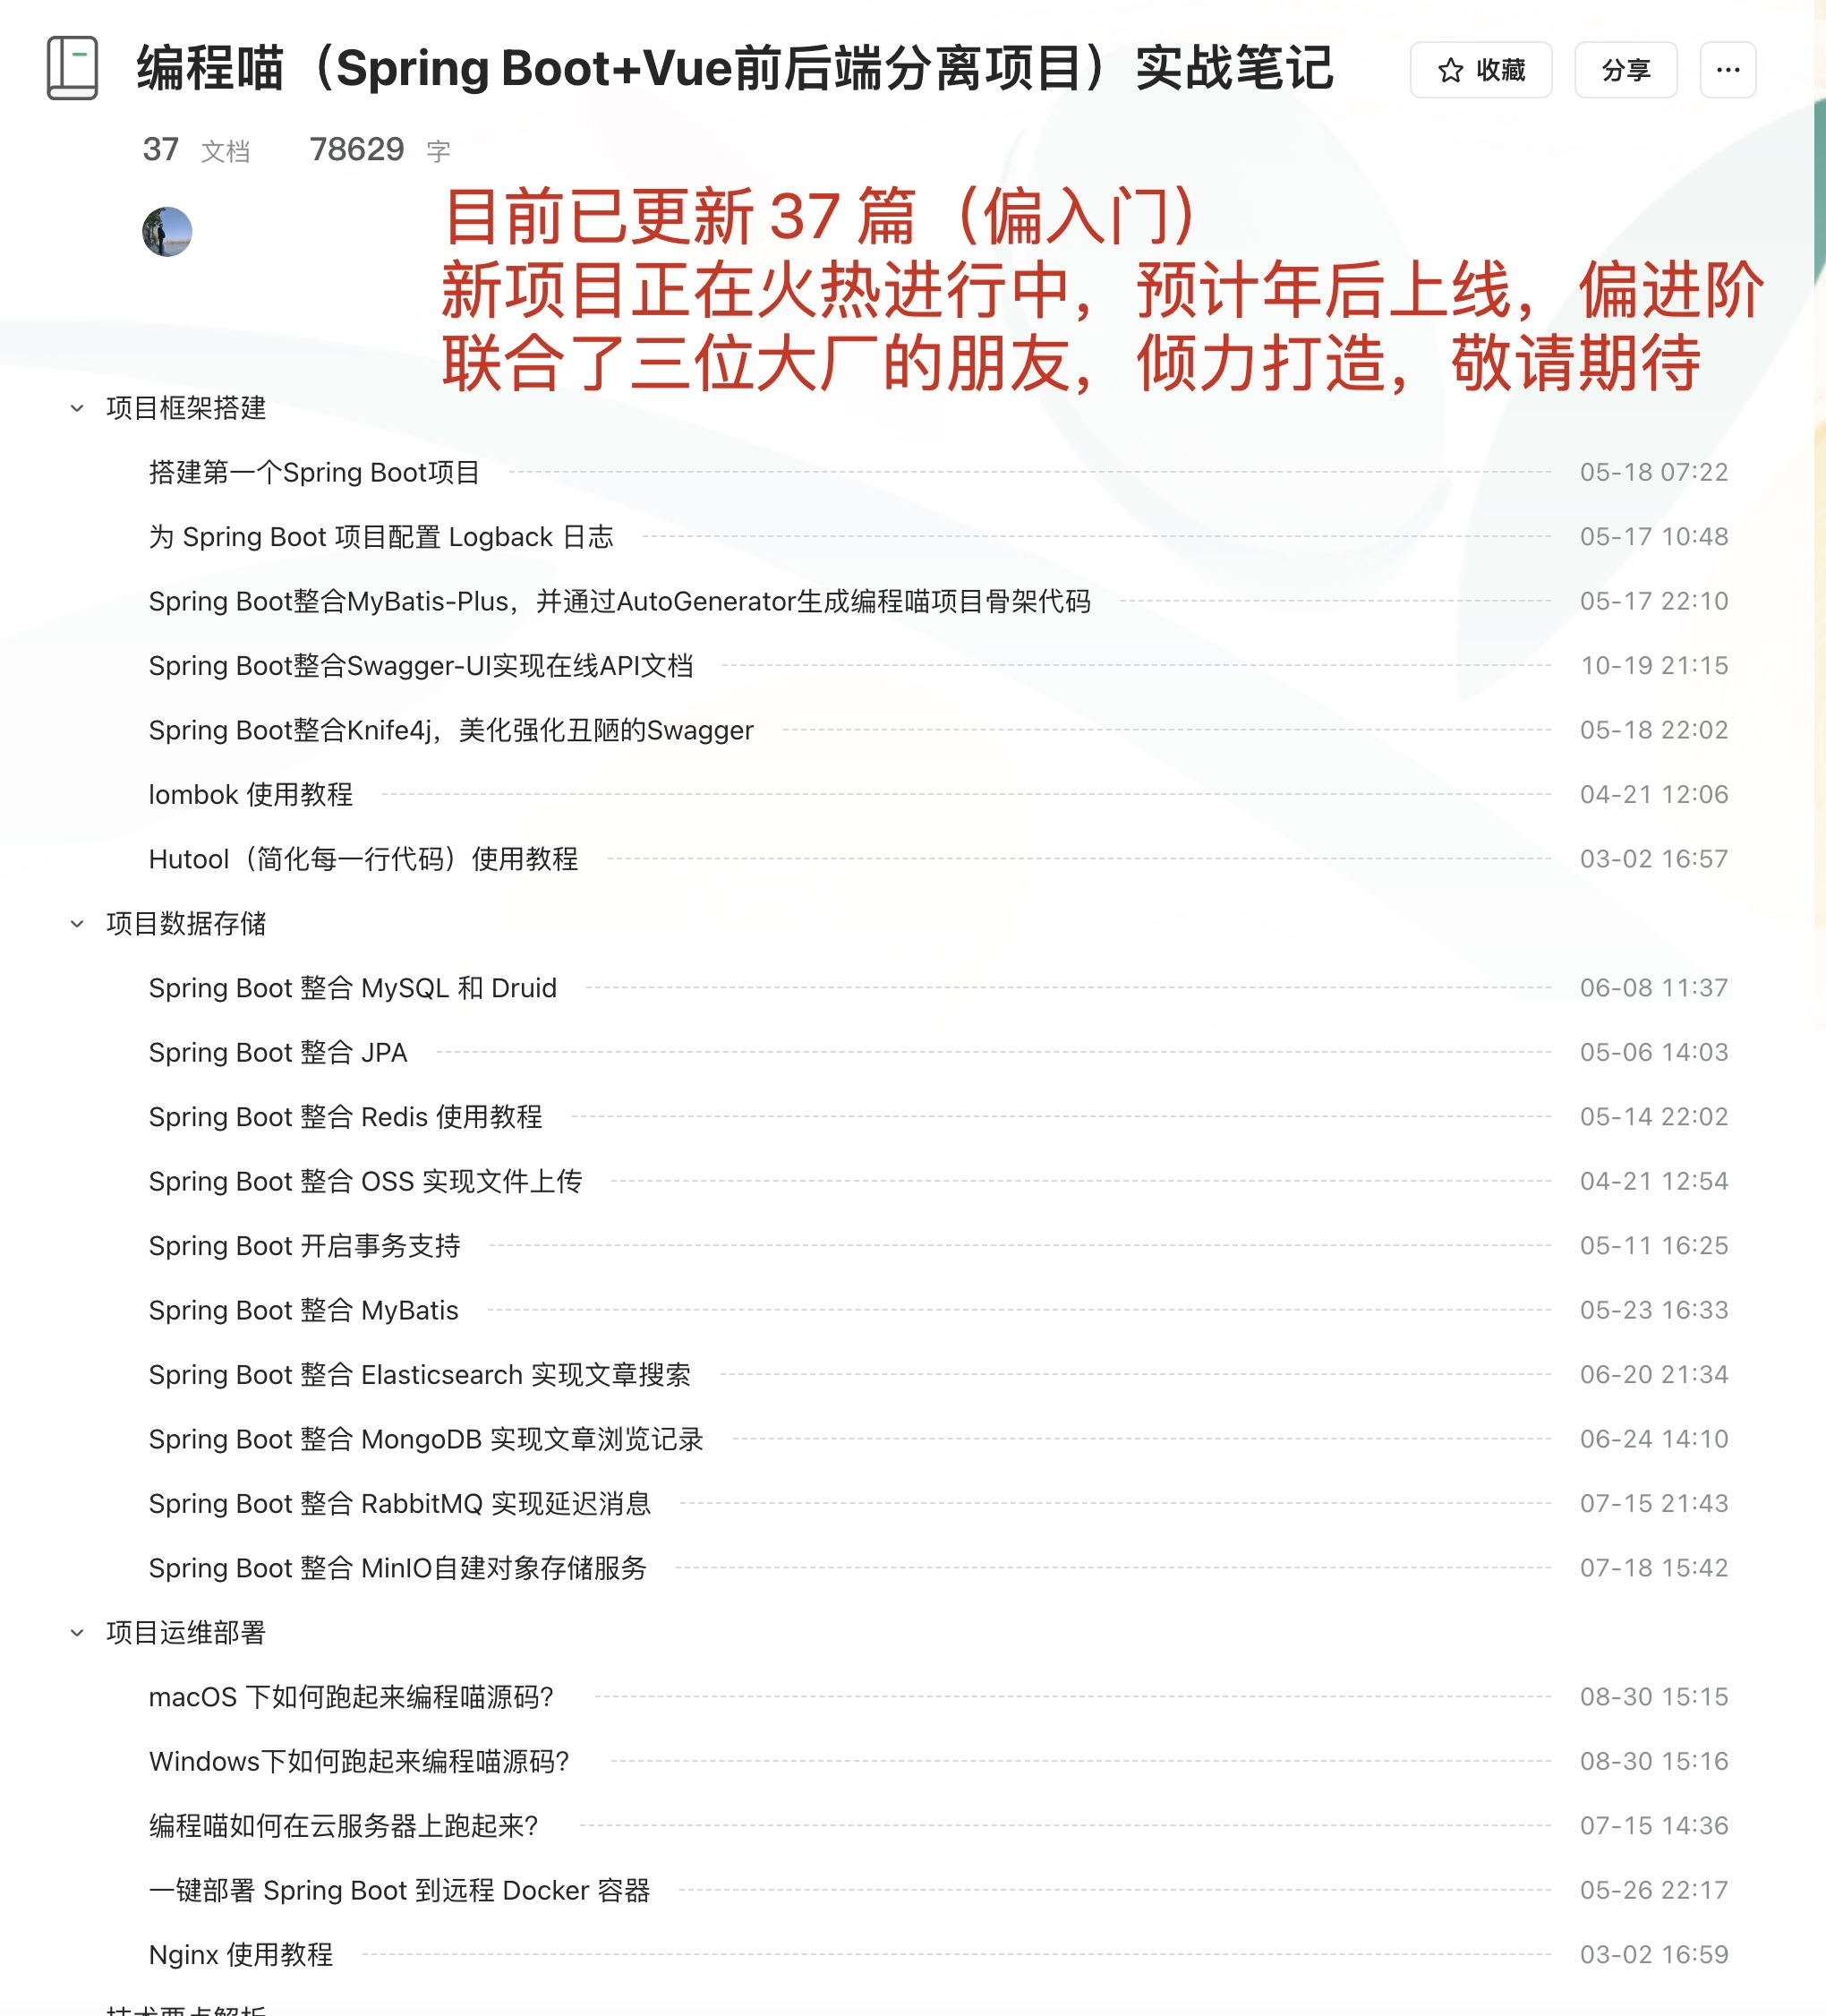 编程喵（Spring Boot+Vue前后端分离项目）实战笔记
收藏
分享
37 文档 78629 字
目前已更新 37 篇（偏入门）
新项目正在火热进行中，预计年后上线，偏进阶
联合了三位大厂的朋友，倾力打造，敬请期待
项目框架搭建
搭建第一个Spring Boot项目 05-18 07:22
为 Spring Boot 项目配置 Logback 日志 05-17 10:48
Spring Boot整合MyBatis-Plus，并通过AutoGenerator生成编程喵项目骨架代码 05-17 22:10
Spring Boot整合Swagger-UI实现在线API文档 10-19 21:15
Spring Boot整合Knife4j，美化强化丑陋的Swagger 05-18 22:02
lombok 使用教程 04-21 12:06
Hutool（简化每一行代码）使用教程 03-02 16:57
项目数据存储
Spring Boot 整合 MySQL 和 Druid 06-08 11:37
Spring Boot 整合 JPA 05-06 14:03
Spring Boot 整合 Redis 使用教程 05-14 22:02
Spring Boot 整合 OSS 实现文件上传 04-21 12:54
Spring Boot 开启事务支持 05-11 16:25
Spring Boot 整合 MyBatis 05-23 16:33
Spring Boot 整合 Elasticsearch 实现文章搜索 06-20 21:34
Spring Boot 整合 MongoDB 实现文章浏览记录 06-24 14:10
Spring Boot 整合 RabbitMQ 实现延迟消息 07-15 21:43
Spring Boot 整合 MinIO自建对象存储服务 07-18 15:42
项目运维部署
macOS 下如何跑起来编程喵源码？ 08-30 15:15
Windows下如何跑起来编程喵源码？ 08-30 15:16
编程喵如何在云服务器上跑起来？ 07-15 14:36
一键部署 Spring Boot 到远程 Docker 容器 05-26 22:17
Nginx 使用教程 03-02 16:59
技术要点解析